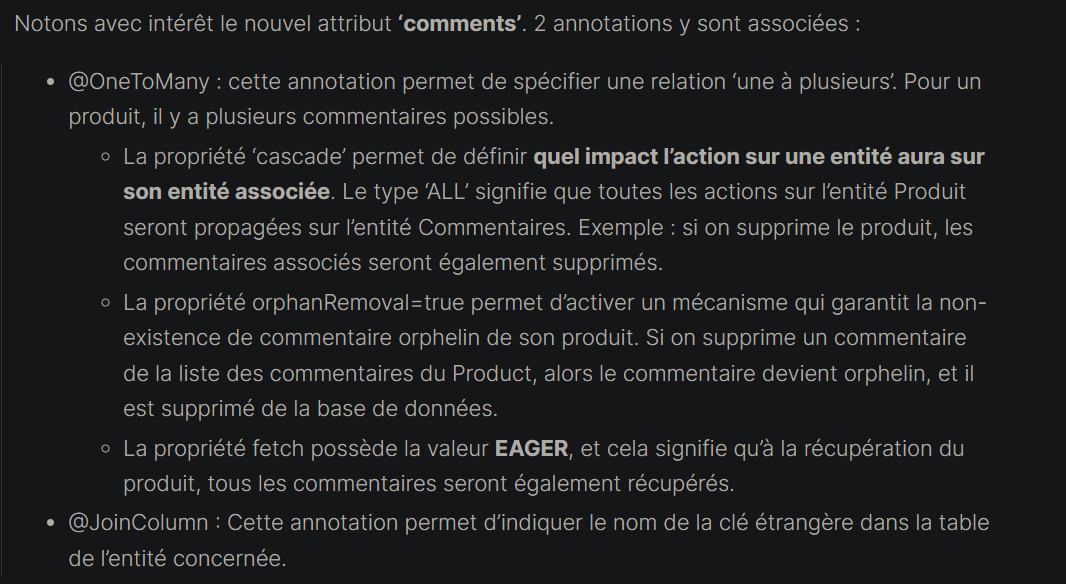 Notons avec intérêt le nouvel attribut ‘comments’. 2 annotations y sont associées :
• @OneToMany : cette annotation permet de spécifier une relation ‘une à plusieurs’. Pour un
produit, il y a plusieurs commentaires possibles.
◦ La propriété ‘cascade’ permet de définir quel impact l’action sur une entité aura sur
son entité associée. Le type ‘ALL’ signifie que toutes les actions sur l’entité Produit
seront propagées sur l’entité Commentaires. Exemple : si on supprime le produit, les
commentaires associés seront également supprimés.
◦ La propriété orphanRemoval=true permet d’activer un mécanisme qui garantit la non-
existence de commentaire orphelin de son produit. Si on supprime un commentaire
de la liste des commentaires du Product, alors le commentaire devient orphelin, et il
est supprimé de la base de données.
◦ La propriété fetch possède la valeur EAGER, et cela signifie qu’à la récupération du
produit, tous les commentaires seront également récupérés.
• @JoinColumn : Cette annotation permet d’indiquer le nom de la clé étrangère dans la table
de l’entité concernée.